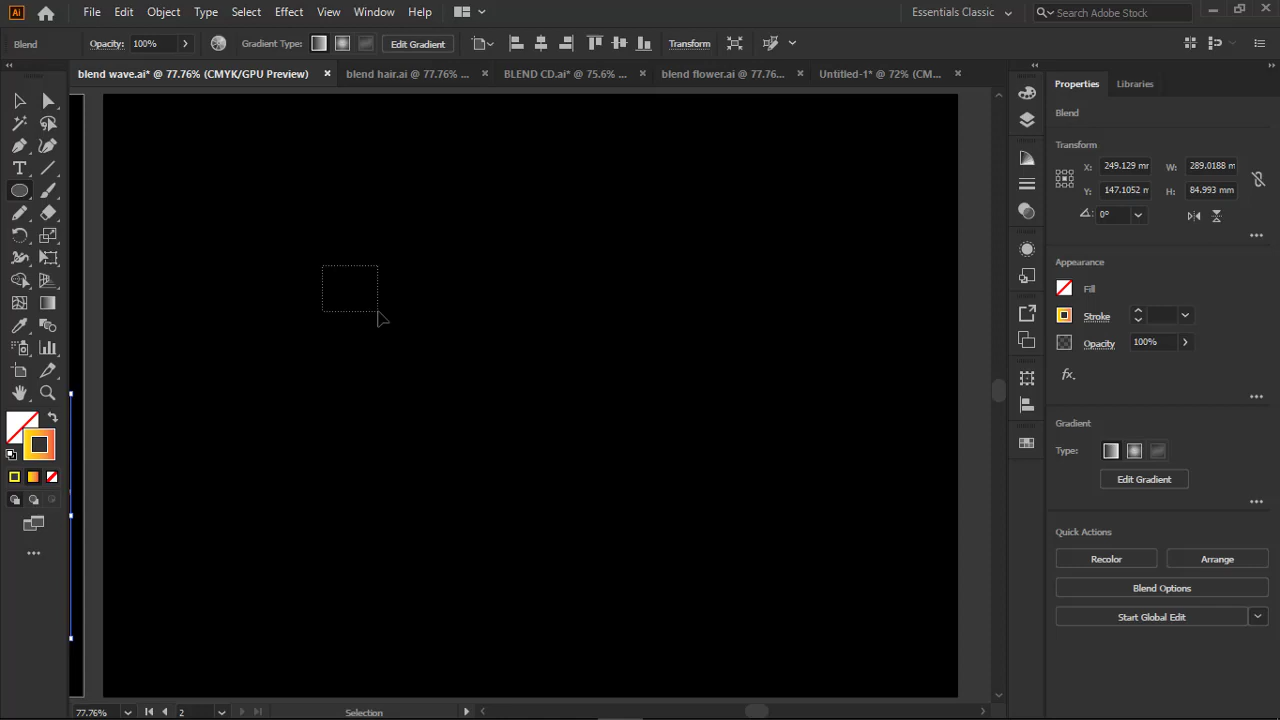 Ai File Edit Object Type Select Effect View Window Help Essentials Classic Search Adobe Stock
Blend Opacity: 100% Gradient Type: Edit Gradient Transform
blend wave.ai* @ 77.76% (CMYK/GPU Preview) × blend hair.ai @ 77.76% ... × BLEND CD.ai* @ 75.6% ... × blend flower.ai @ 77.76... × Untitled-1* @ 72% (CM... ×
Properties Libraries
Blend
Transform
X: 249.129 mr W: 289.0188 m
Y: 147.1052 n H: 84.993 mm
0°
Appearance
Fill
Stroke
Opacity 100%
fx.
Gradient
Type:
Edit Gradient
Quick Actions
Recolor Arrange
Blend Options
Start Global Edit
77.76% 2 Selection